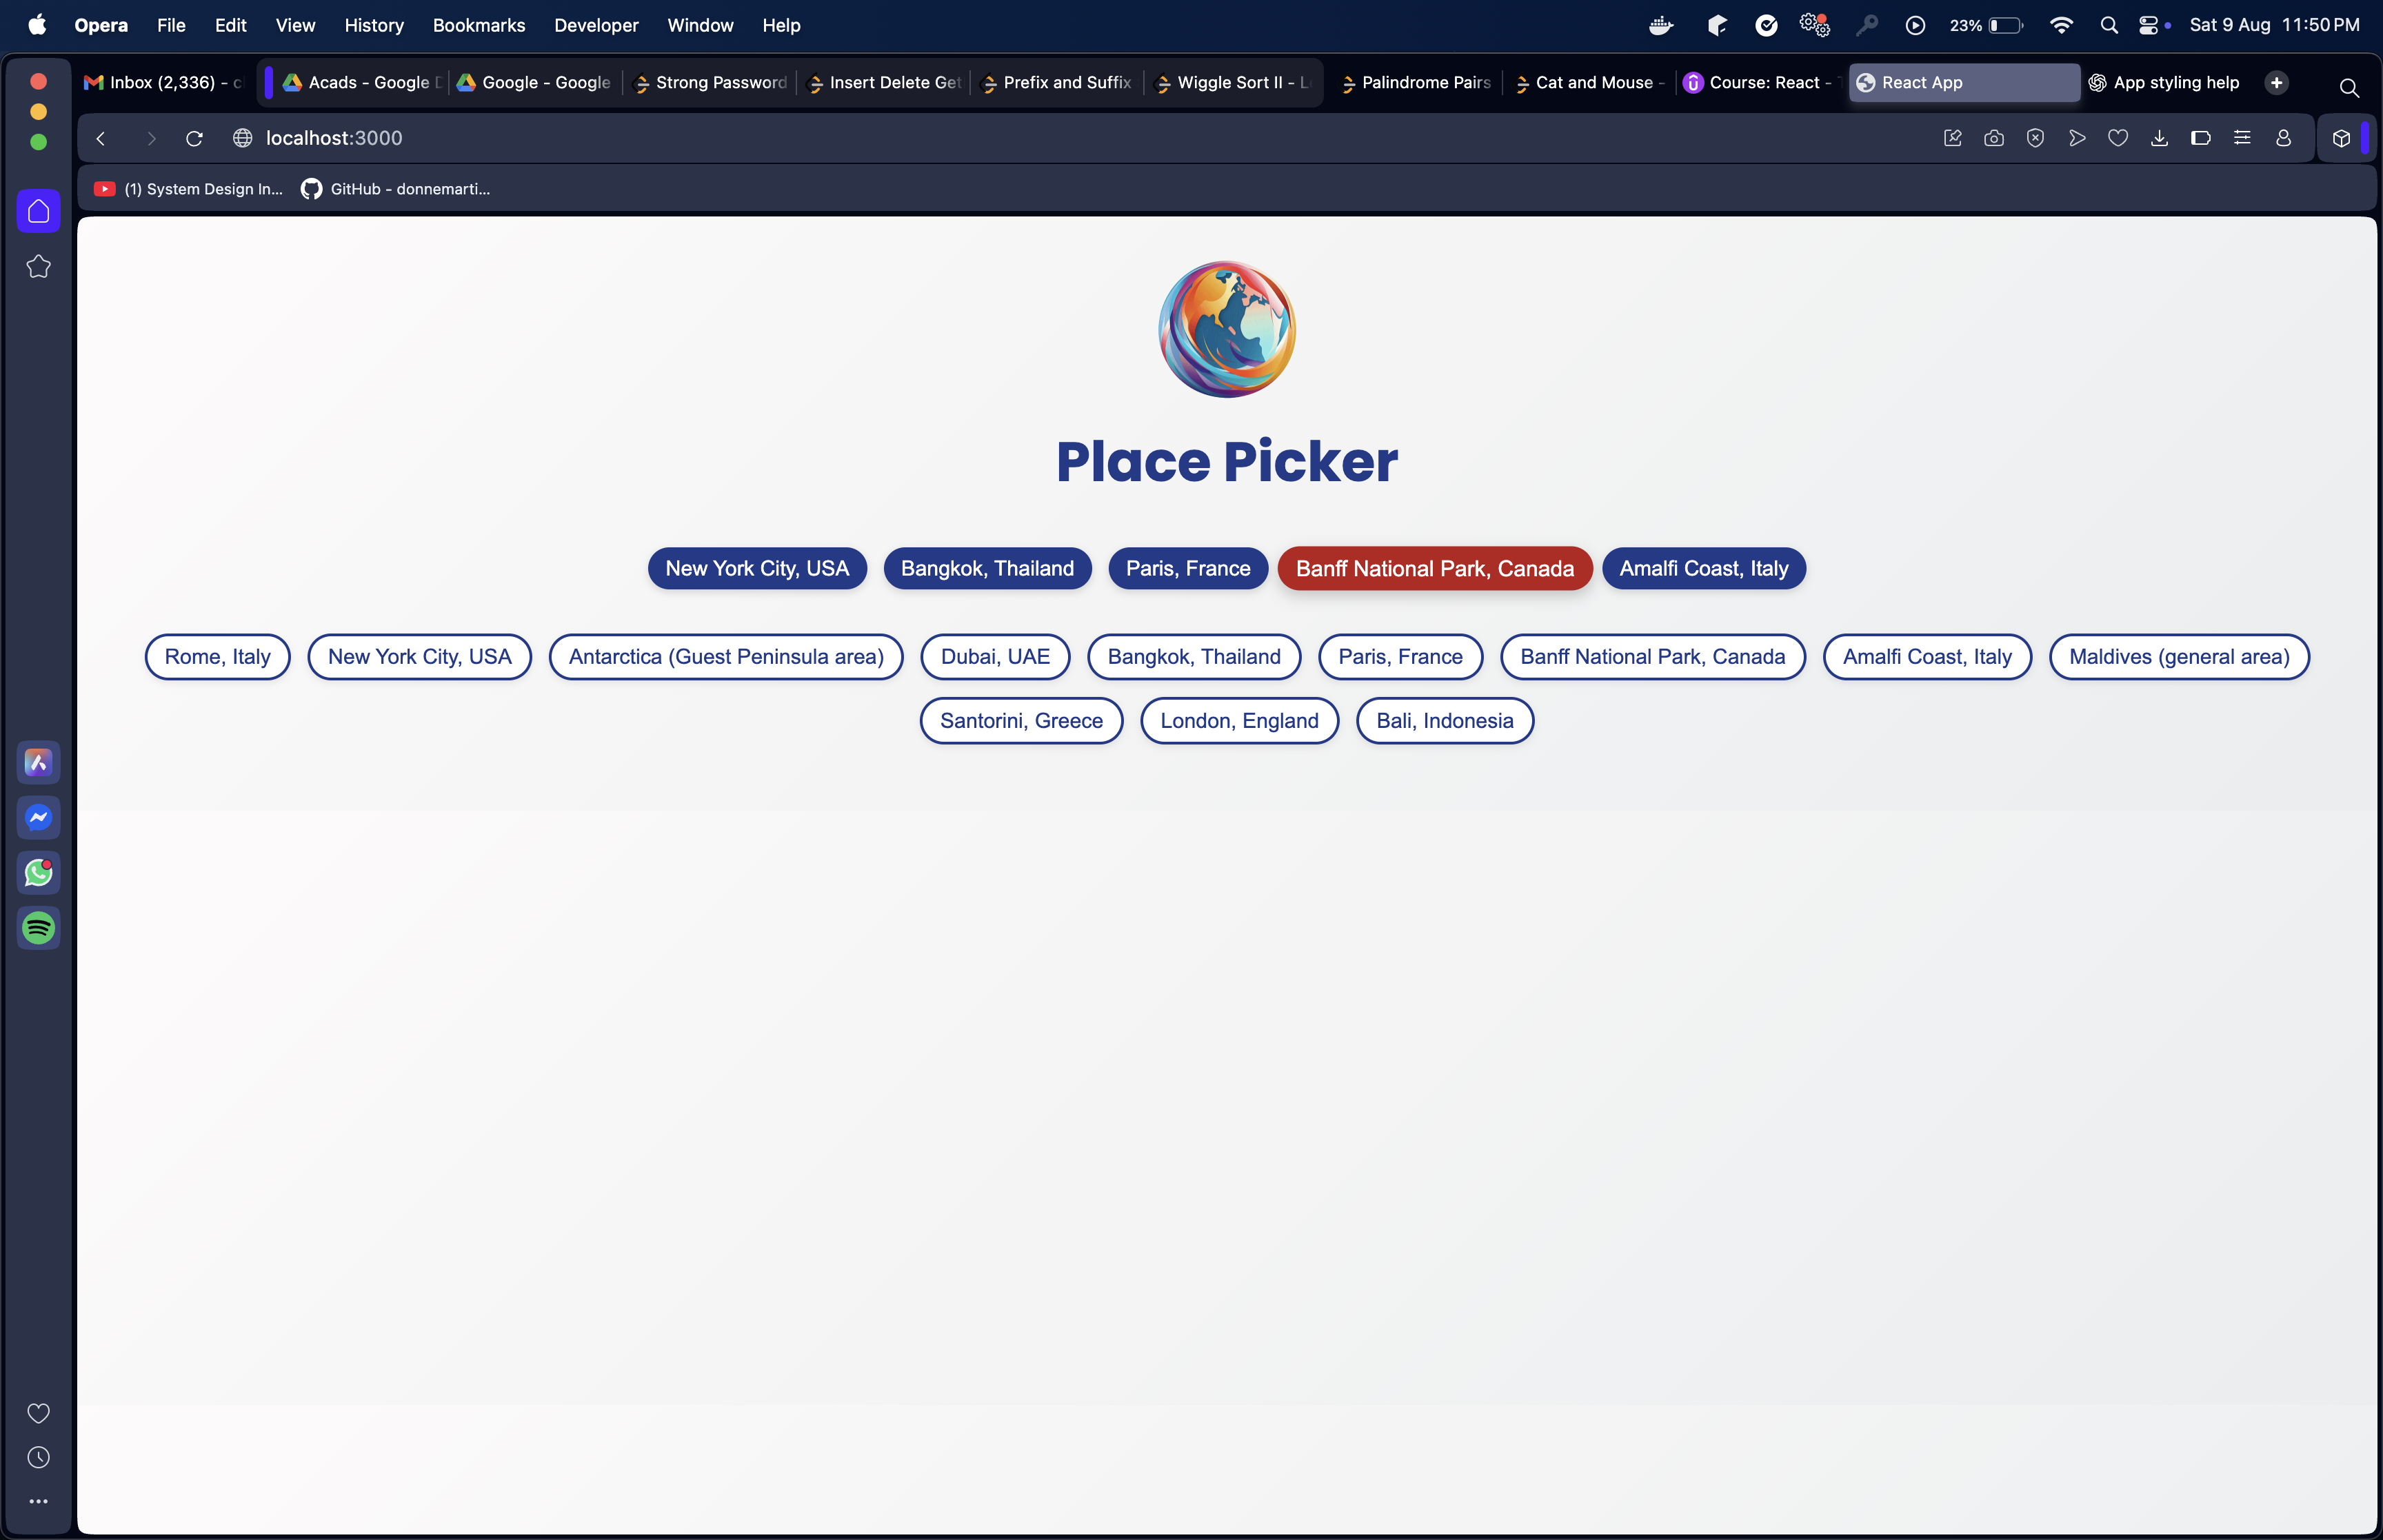 Opera File Edit View History Bookmarks Developer Window Help 23% Sat 9 Aug 11:50 PM
Inbox (2,336) - c Acads - Google D Google - Google Strong Password Insert Delete Get Prefix and Suffix Wiggle Sort II - L Palindrome Pairs Cat and Mouse - Course: React - React App App styling help
localhost:3000
(1) System Design In... GitHub - donnemarti...
Place Picker
New York City, USA Bangkok, Thailand Paris, France Banff National Park, Canada Amalfi Coast, Italy
Rome, Italy New York City, USA Antarctica (Guest Peninsula area) Dubai, UAE Bangkok, Thailand Paris, France Banff National Park, Canada Amalfi Coast, Italy Maldives (general area)
Santorini, Greece London, England Bali, Indonesia